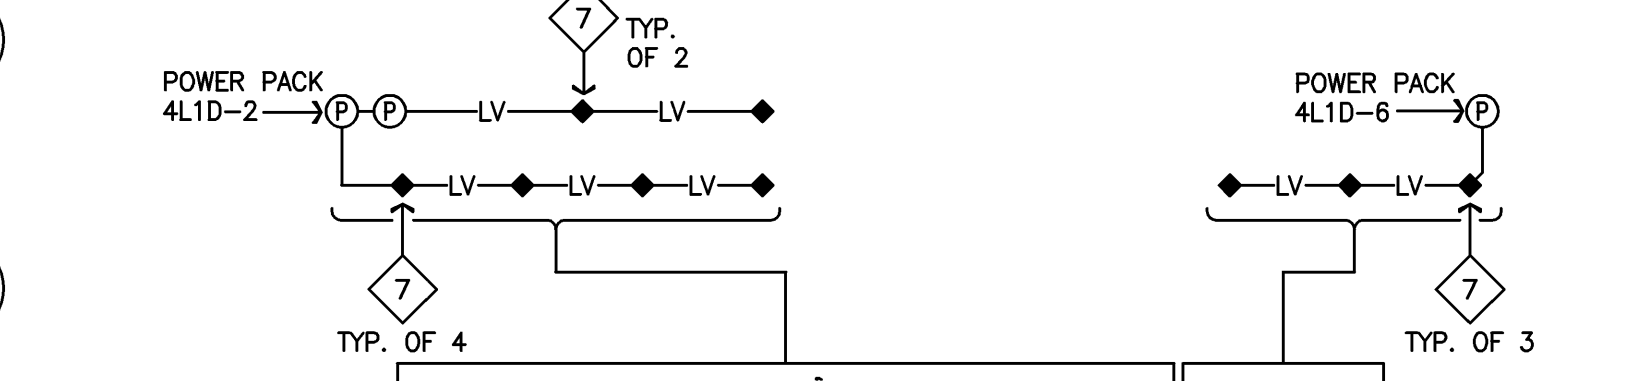 7 TYP.
OF 2
POWER PACK
4L1D-2 P P LV LV
POWER PACK
4L1D-6 P
LV LV LV
LV LV
7
TYP. OF 4
7
TYP. OF 3